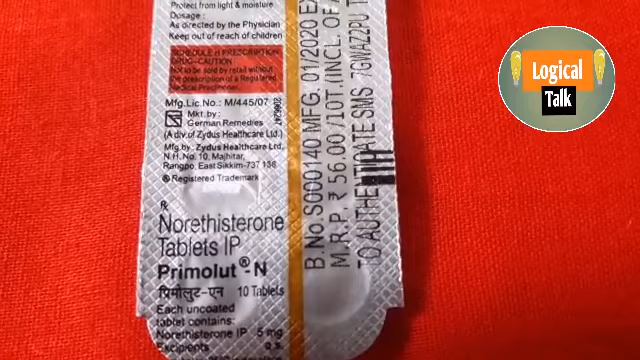 Protect from light & moisture
Dosage :
As directed by the Physician
Keep out of reach of children
SCHEDULE H PRESCRIPTION
DRUG-CAUTION
Not to be sold by retail without
the prescription of a Registered
Medical Practitioner.
Mfg.Lic. No.: M/445/07
Mkt. by :
German Remedies
(A div.of Zydus Healthcare Ltd.)
Mfg.by : Zydus Healthcare Ltd.
N.H. No. 10, Majhitar,
Rangpo, East Sikkim-737 136
® Registered Trademark
Rx
Norethisterone
Tablets IP
Primolut®-N
प्रिमोलुट-एन 10 Tablets
Each uncoated
tablet contains:
Norethisterone IP 5 mg
Excipients q.s.
B.No.S000140 MFG. 01/2020
M.R.P. ₹ 56.00 /10T.(INCL. OF
TO AUTHENTICATE SMS
Logical
Talk